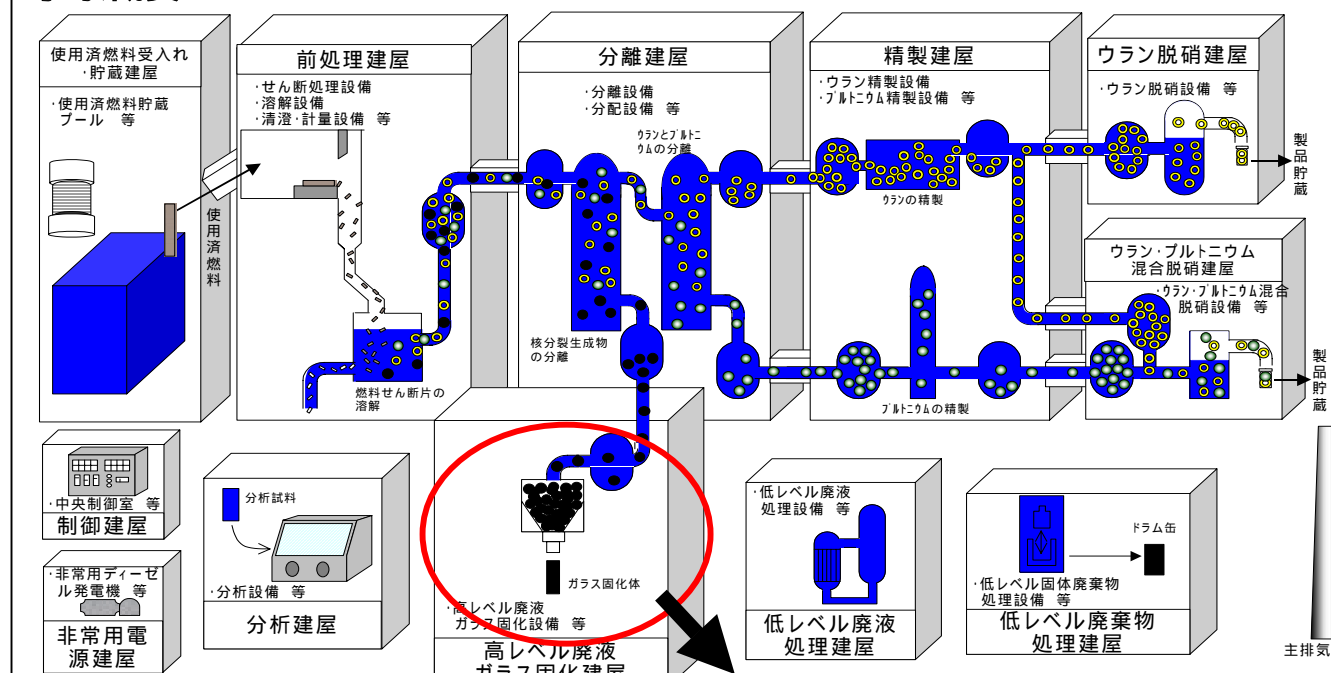 使用済燃料受入れ
・貯蔵建屋
・使用済燃料貯蔵
プール 等
使用済燃料
前処理建屋
・せん断処理設備
・溶解設備
・清澄・計量設備 等
燃料せん断片の
溶解
分離建屋
・分離設備
・分配設備 等
ウランとプルトニ
ウムの分離
核分裂生成物
の分離
精製建屋
・ウラン精製設備
・プルトニウム精製設備 等
ウランの精製
プルトニウムの精製
ウラン脱硝建屋
・ウラン脱硝設備 等
製品貯蔵
ウラン・プルトニウム
混合脱硝建屋
・ウラン・プルトニウム混合
脱硝設備 等
製品貯蔵
・中央制御室 等
制御建屋
・非常用ディーゼ
ル発電機 等
非常用電
源建屋
分析試料
・分析設備 等
分析建屋
ガラス固化体
・高レベル廃液
ガラス固化設備 等
高レベル廃液
ガラス固化建屋
・低レベル廃液
処理設備 等
低レベル廃液
処理建屋
ドラム缶
・低レベル固体廃棄物
処理設備 等
低レベル廃棄物
処理建屋
主排気